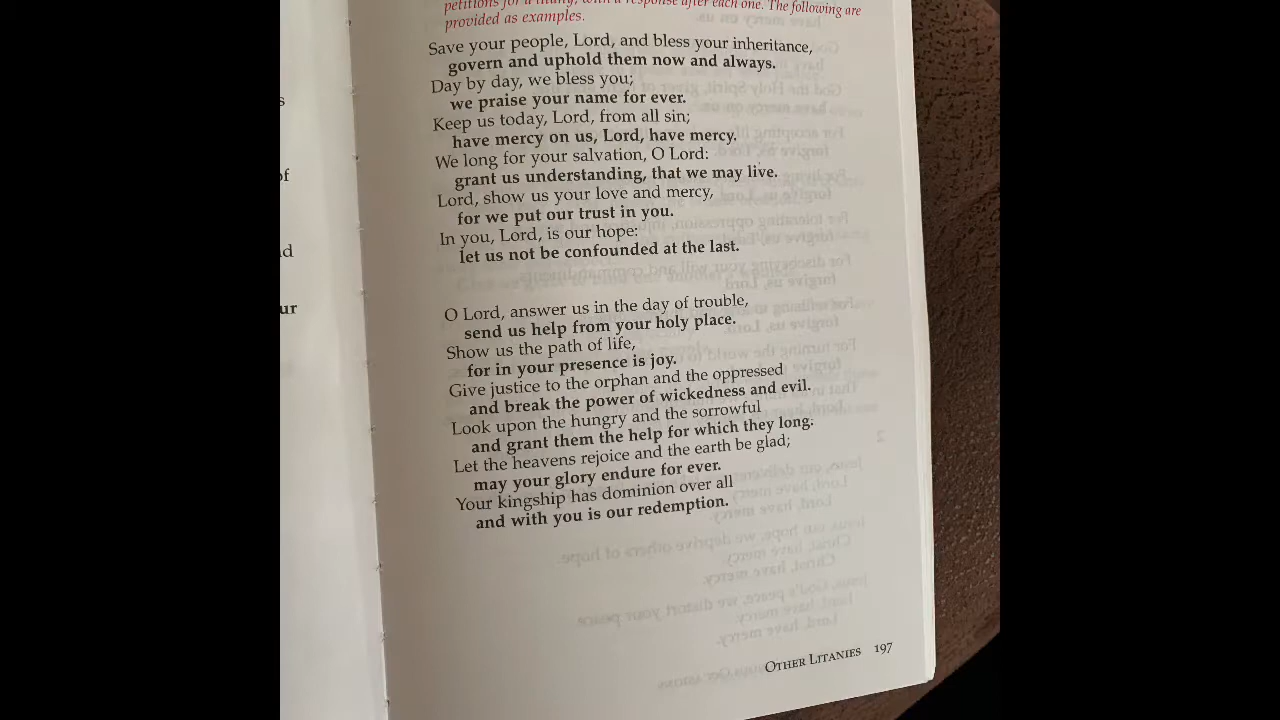 petitions for a litany, with a response after each one. The following are
provided as examples.
Save your people, Lord, and bless your inheritance,
govern and uphold them now and always.
Day by day, we bless you;
we praise your name for ever.
Keep us today, Lord, from all sin;
have mercy on us, Lord, have mercy.
We long for your salvation, O Lord:
grant us understanding, that we may live.
Lord, show us your love and mercy,
for we put our trust in you.
In you, Lord, is our hope:
let us not be confounded at the last.
O Lord, answer us in the day of trouble,
send us help from your holy place.
Show us the path of life,
for in your presence is joy.
Give justice to the orphan and the oppressed
and break the power of wickedness and evil.
Look upon the hungry and the sorrowful
and grant them the help for which they long.
Let the heavens rejoice and the earth be glad;
may your glory endure for ever.
Your kingship has dominion over all
and with you is our redemption.
OTHER LITANIES 197